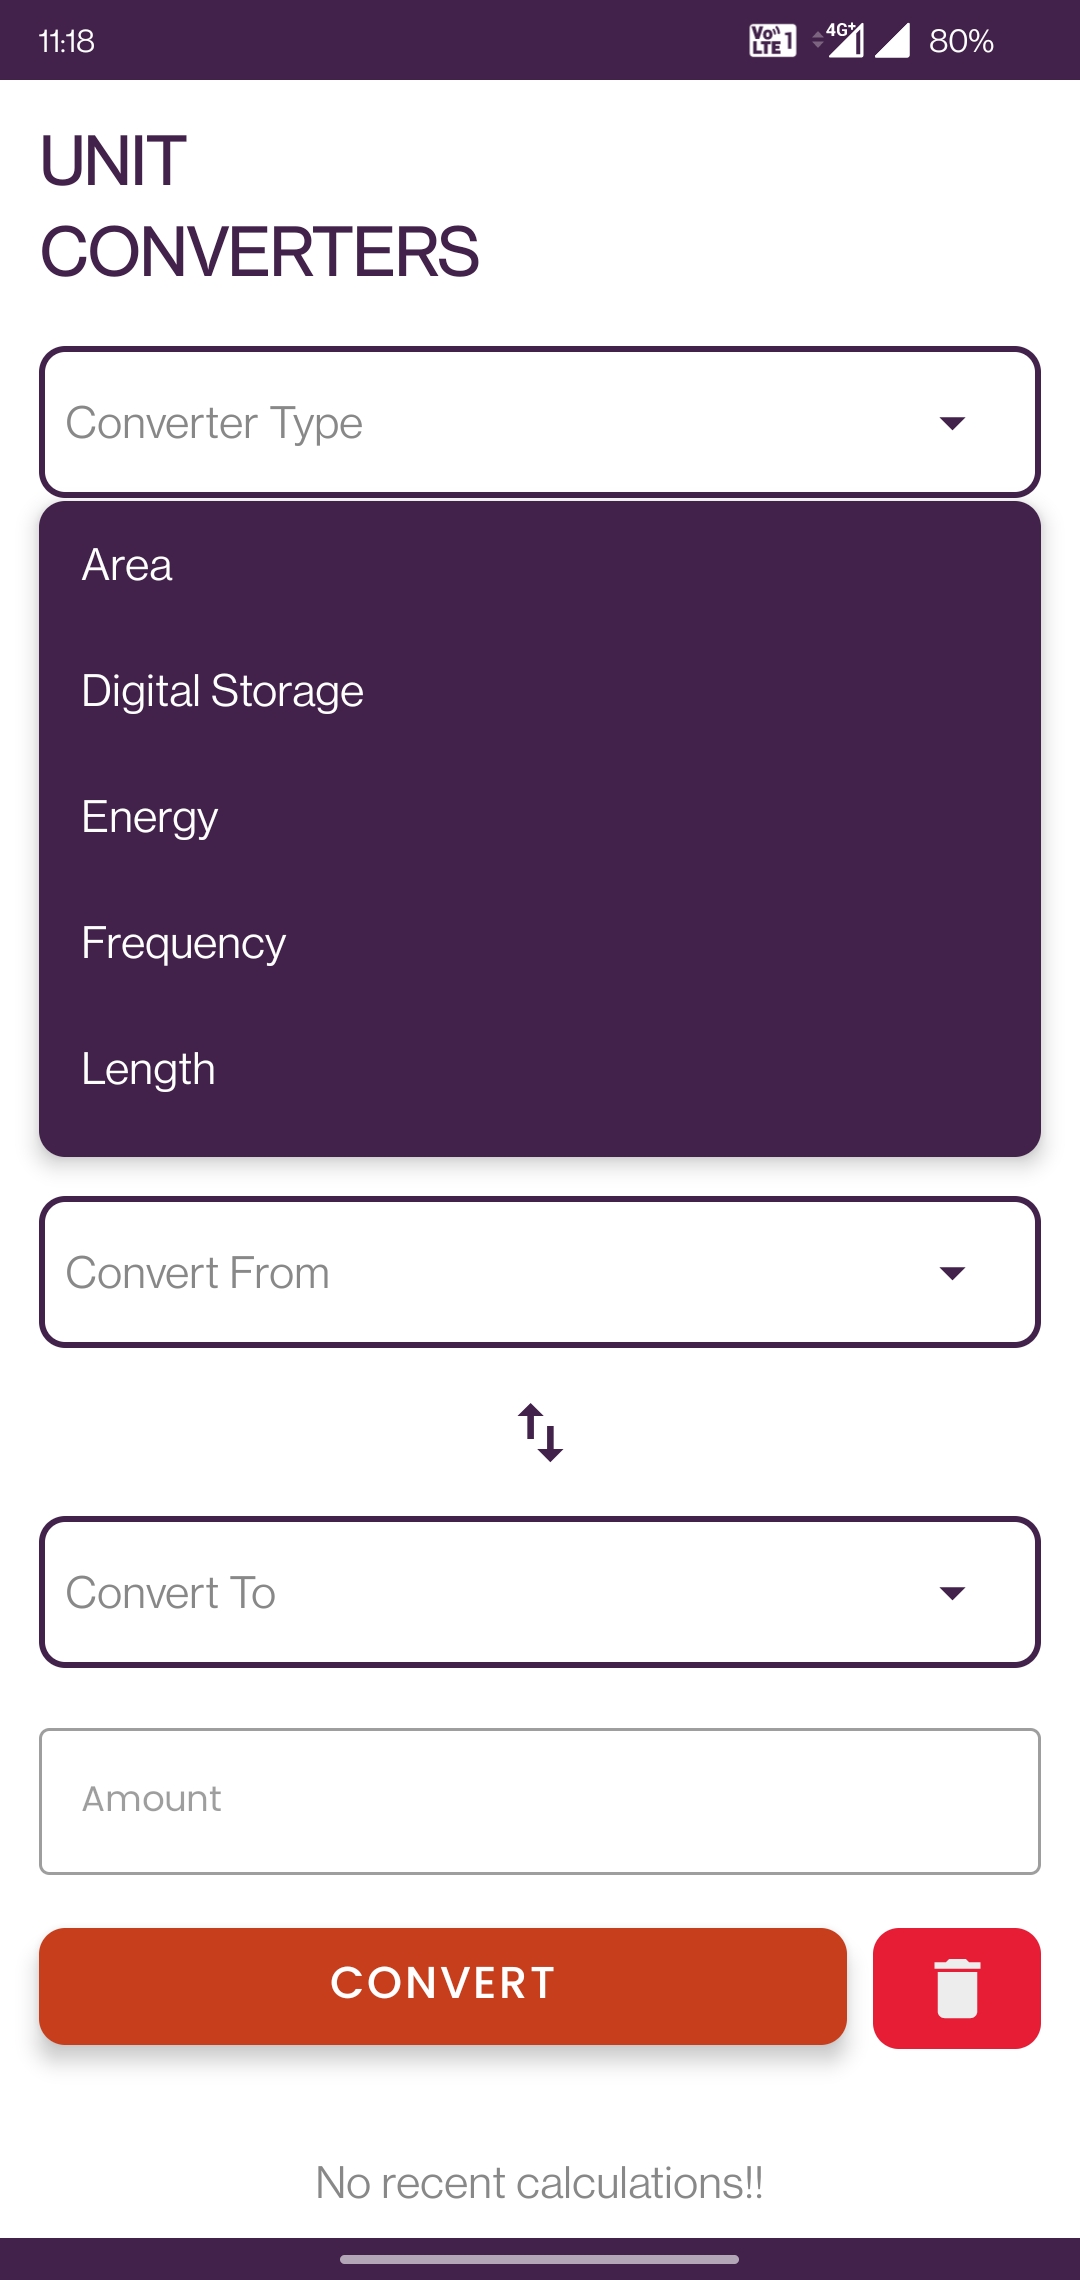 11:18
Vo LTE 1 4G+ 80%
UNIT
CONVERTERS
Converter Type
Area
Digital Storage
Energy
Frequency
Length
Convert From
Convert To
Amount
CONVERT
No recent calculations!!